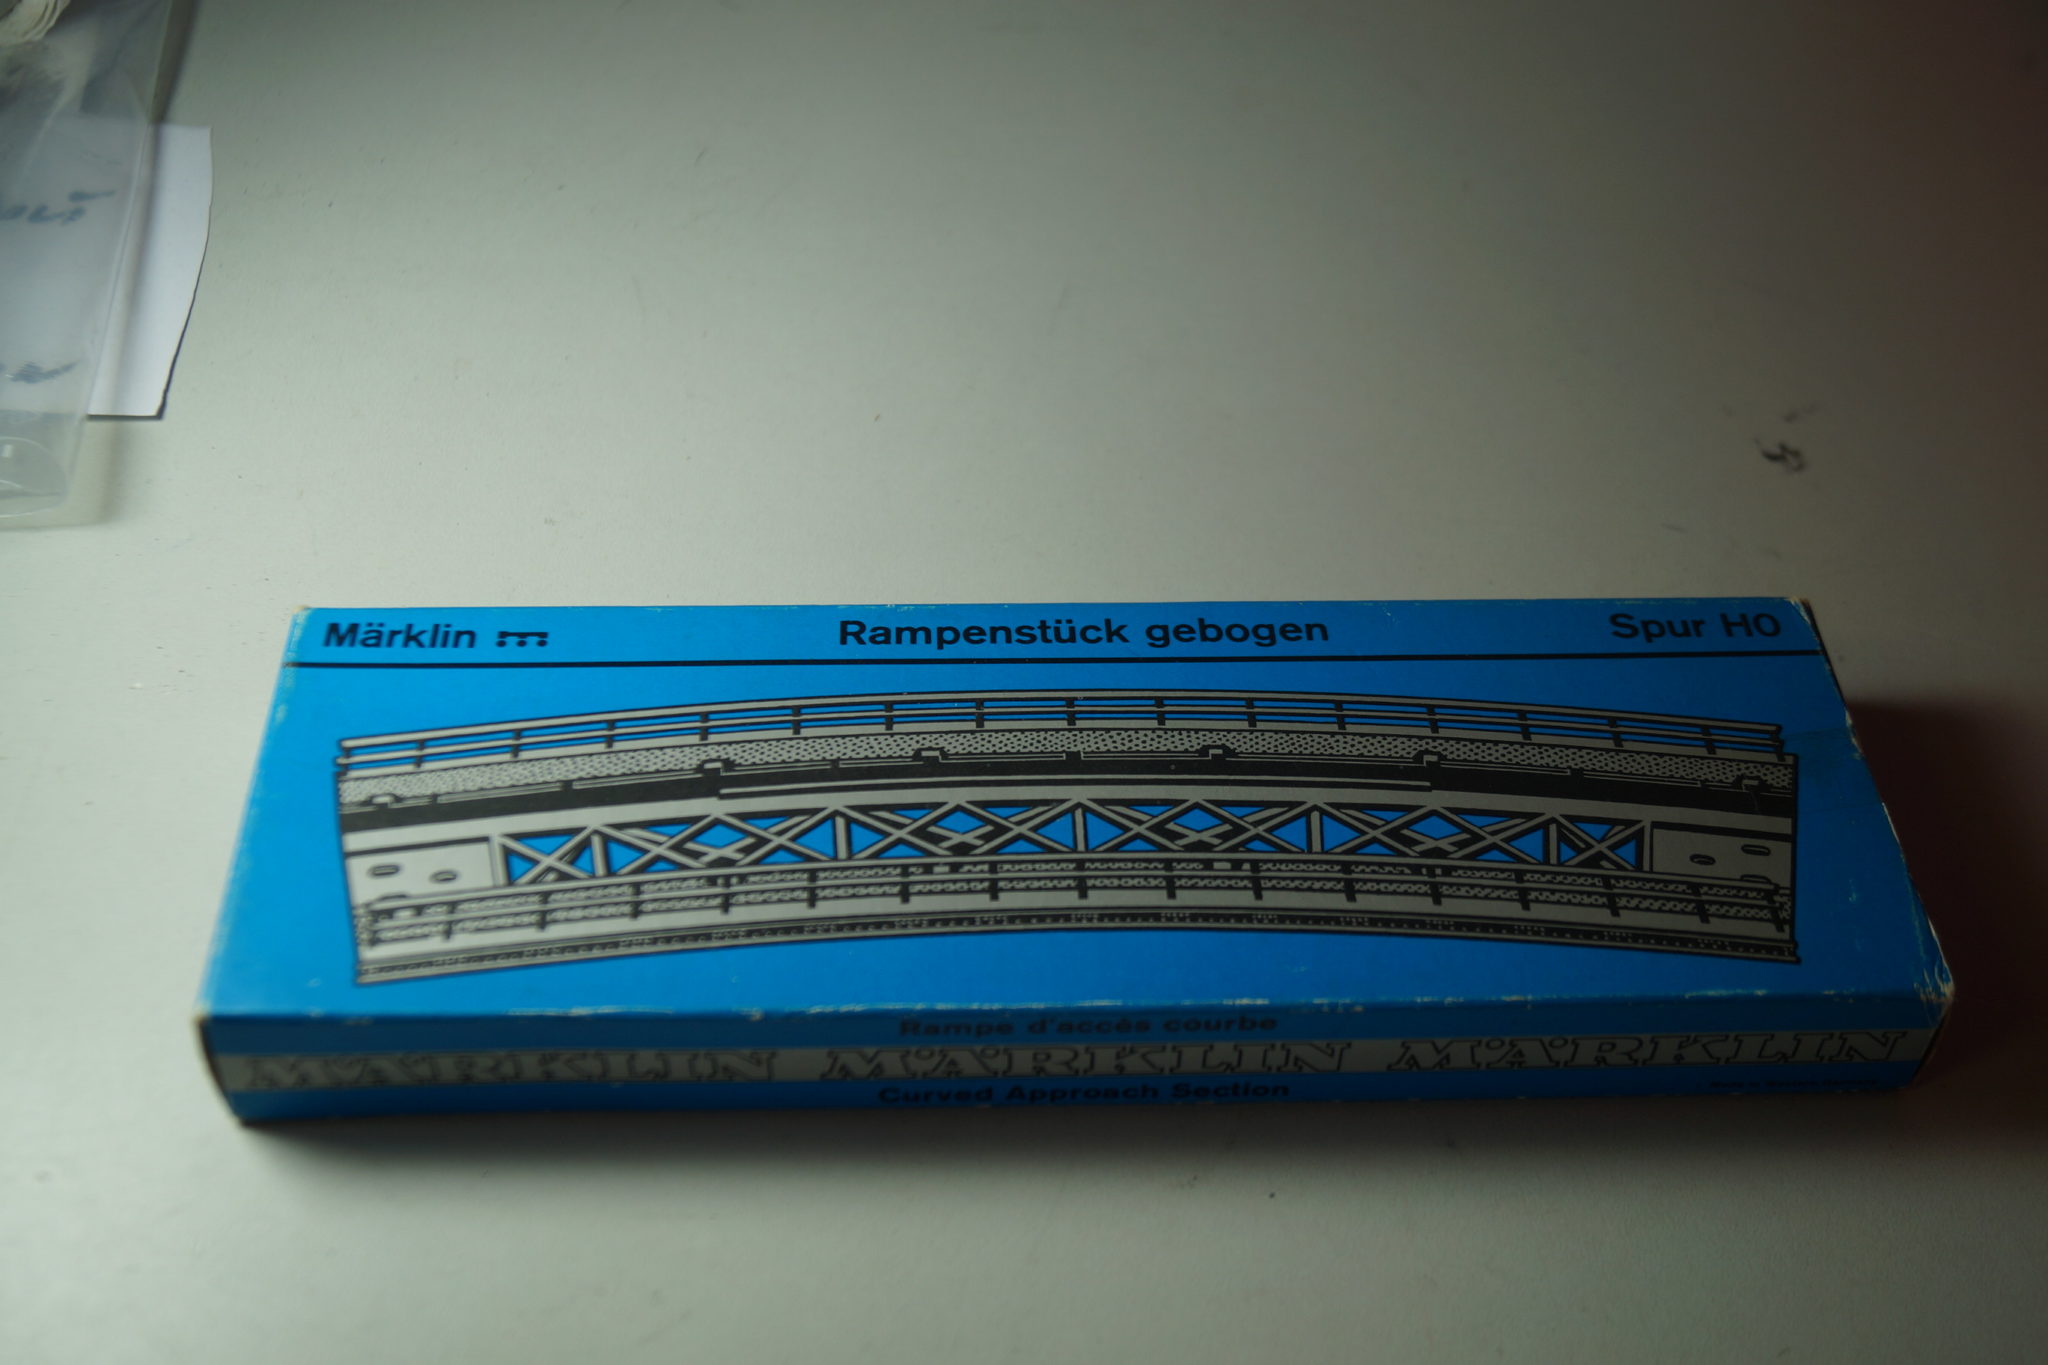 Märklin
Rampenstück gebogen
Spur H0
Rampe d'accès courbe
MÄRKLIN MÄRKLIN MÄRKLIN
Curved Approach Section